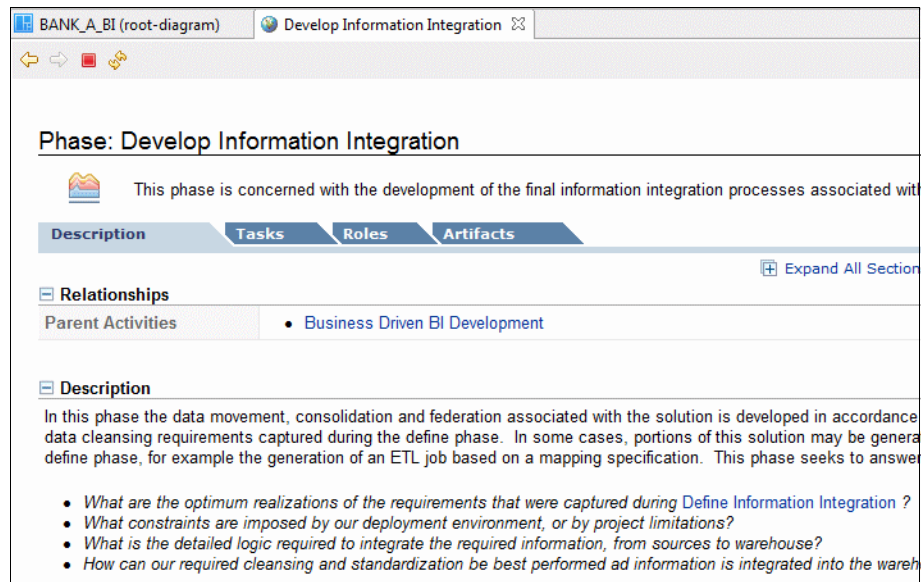 BANK_A_BI (root-diagram) Develop Information Integration
Phase: Develop Information Integration
This phase is concerned with the development of the final information integration processes associated with
Description Tasks Roles Artifacts
Expand All Section
Relationships
Parent Activities • Business Driven BI Development
Description
In this phase the data movement, consolidation and federation associated with the solution is developed in accordance
data cleansing requirements captured during the define phase. In some cases, portions of this solution may be genera
define phase, for example the generation of an ETL job based on a mapping specification. This phase seeks to answer
• What are the optimum realizations of the requirements that were captured during Define Information Integration ?
• What constraints are imposed by our deployment environment, or by project limitations?
• What is the detailed logic required to integrate the required information, from sources to warehouse?
• How can our required cleansing and standardization be best performed ad information is integrated into the wareh